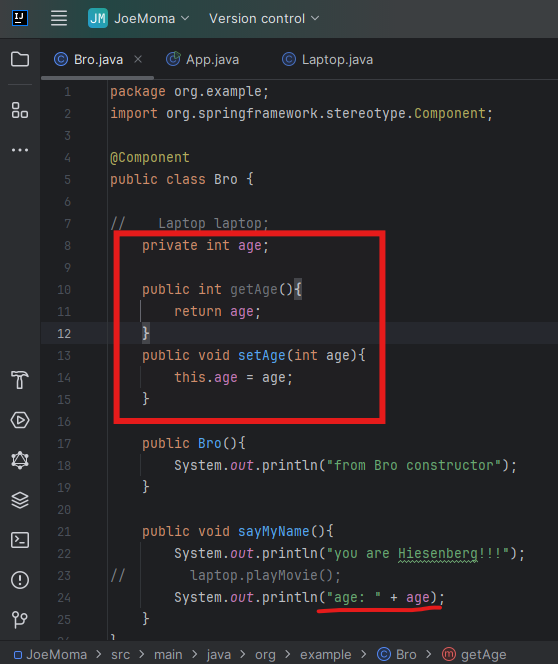 IJ
JM JoeMoma Version control
Bro.java App.java Laptop.java
1 package org.example;
2 import org.springframework.stereotype.Component;
3
4 @Component
5 public class Bro {
6
7 // Laptop laptop;
8 private int age;
9
10 public int getAge(){
11 return age;
12 }
13 public void setAge(int age){
14 this.age = age;
15 }
16
17 public Bro(){
18 System.out.println("from Bro constructor");
19 }
20
21 public void sayMyName(){
22 System.out.println("you are Hiesenberg!!!");
23 // laptop.playMovie();
24 System.out.println("age: " + age);
25 }
26 }
JoeMoma > src > main > java > org > example > Bro > getAge